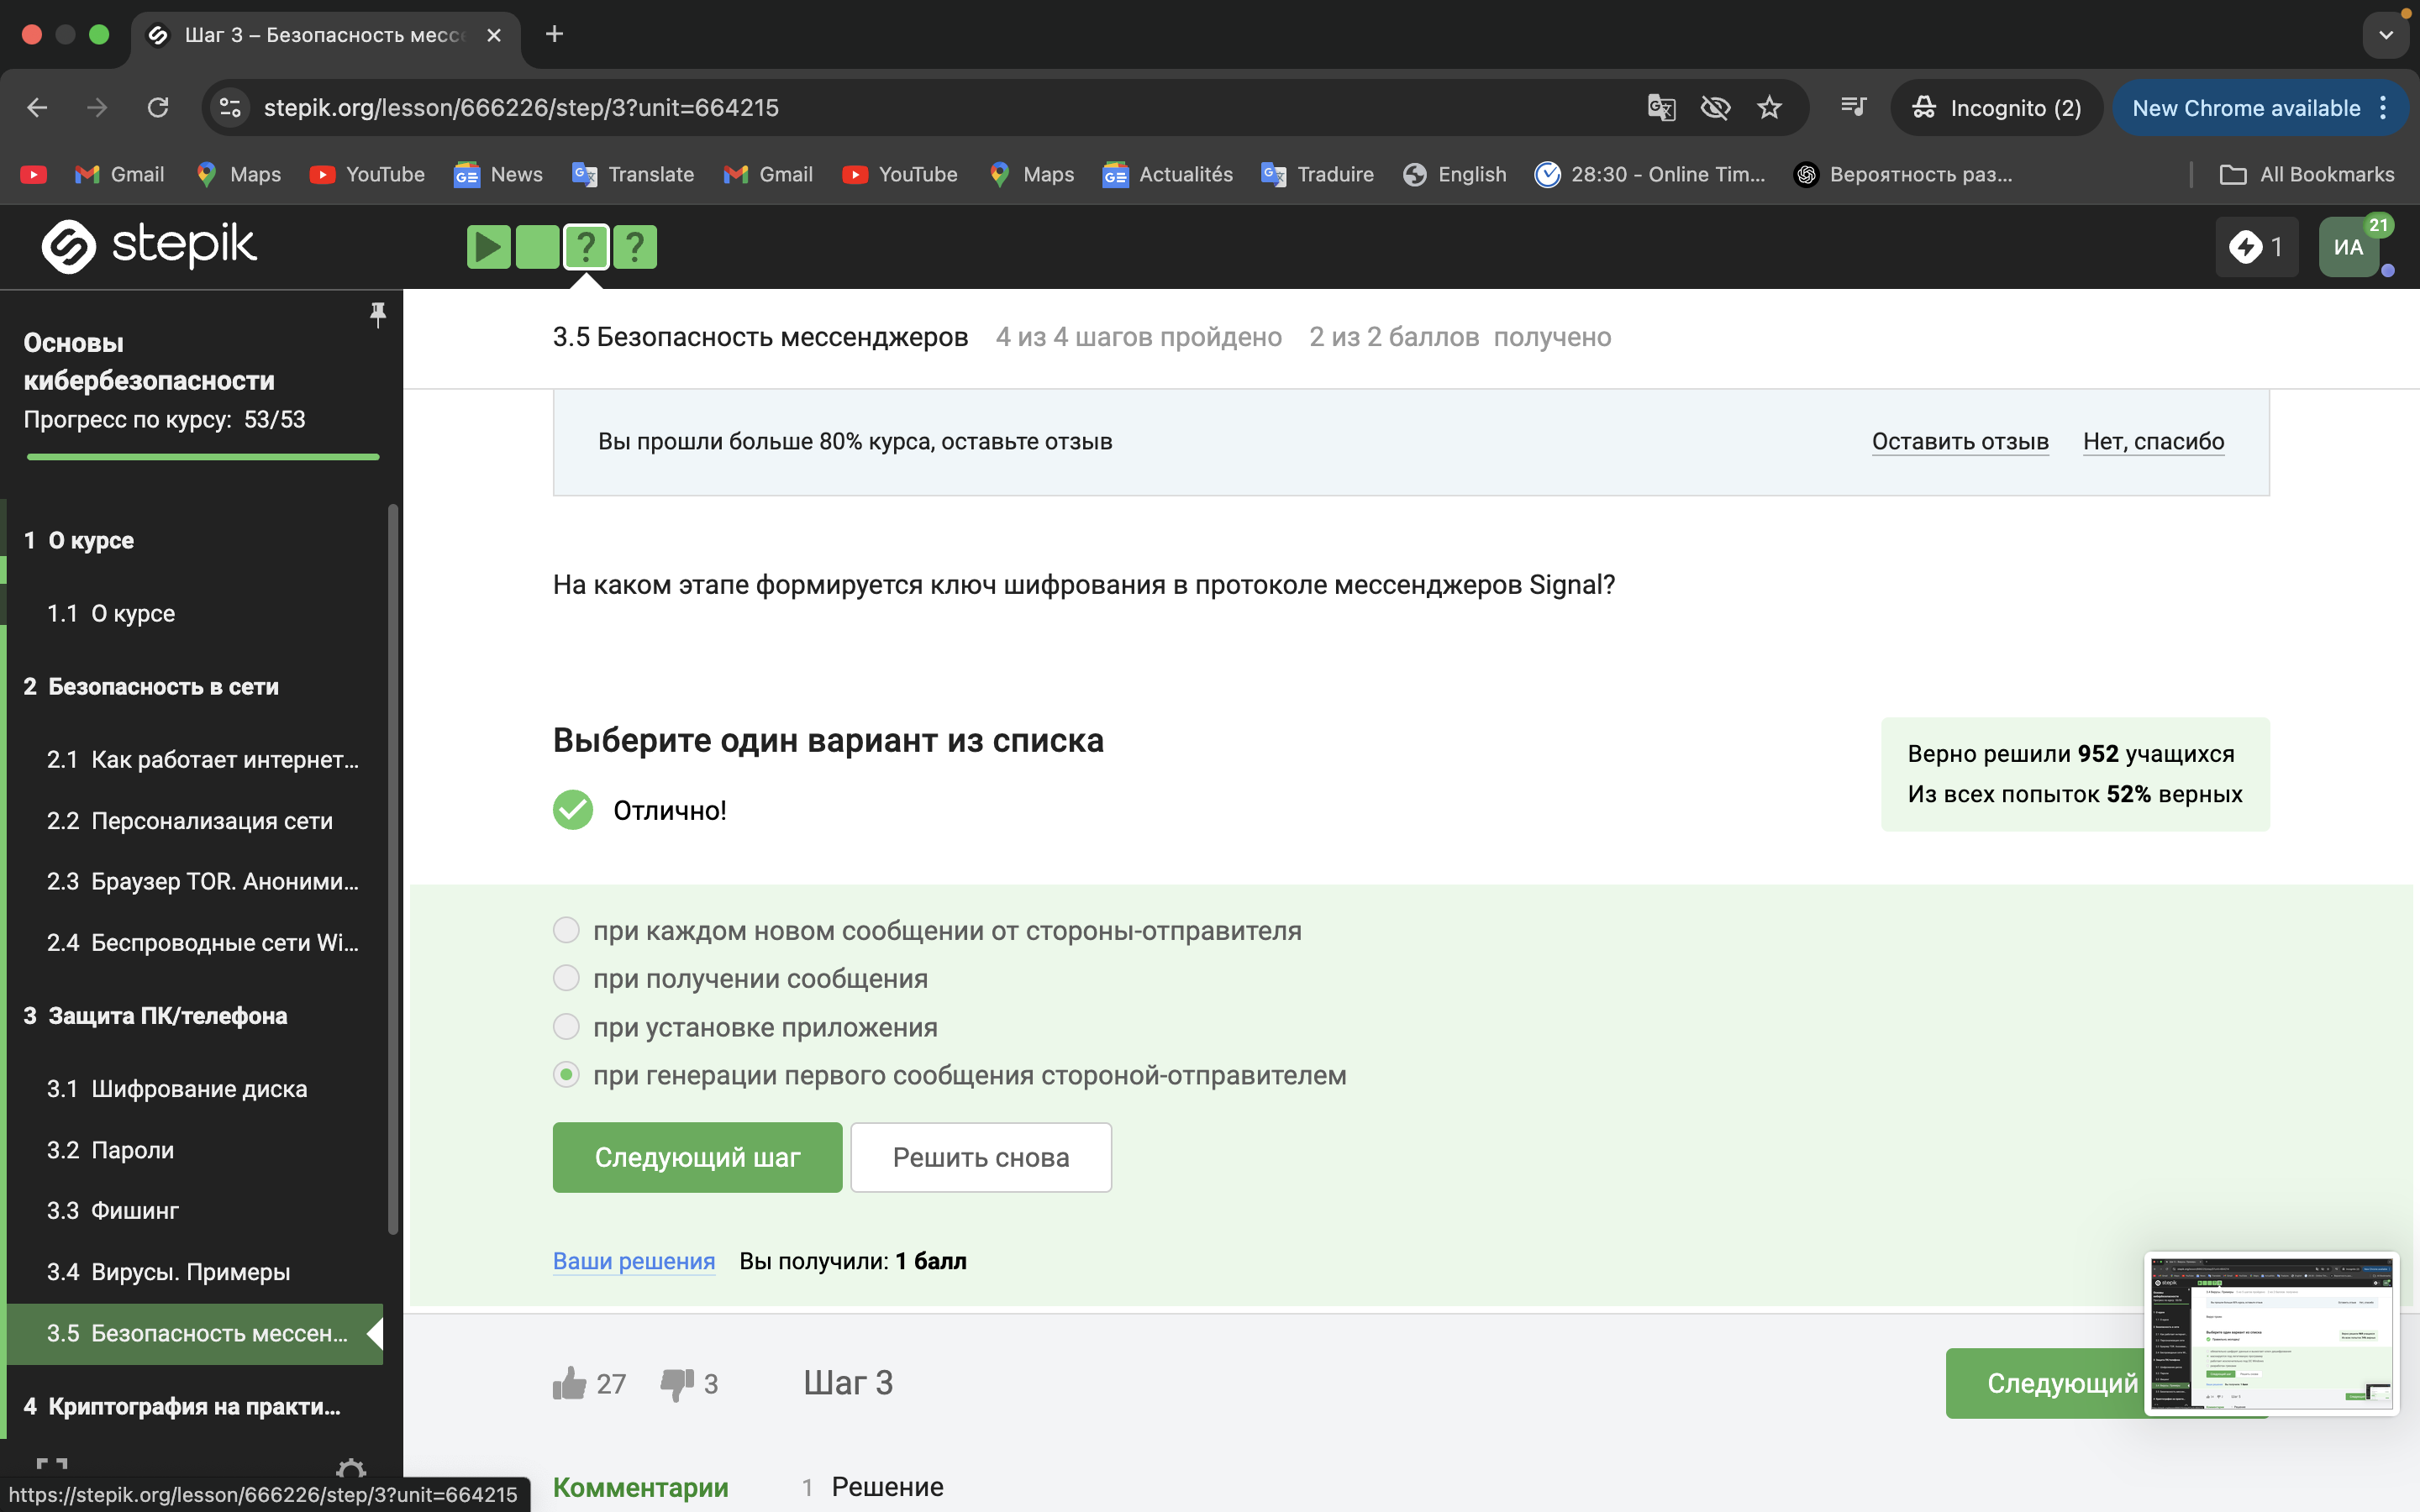 Шаг 3 – Безопасность месс
stepik.org/lesson/666226/step/3?unit=664215
Incognito (2)
New Chrome available
Gmail
Maps
YouTube
News
Translate
Gmail
YouTube
Maps
Actualités
Traduire
English
28:30 - Online Tim...
Вероятность раз...
All Bookmarks
stepik
? ?
1
ИА
21
Основы
кибербезопасности
Прогресс по курсу: 53/53
1 О курсе
1.1 О курсе
2 Безопасность в сети
2.1 Как работает интернет...
2.2 Персонализация сети
2.3 Браузер TOR. Аноними...
2.4 Беспроводные сети Wi...
3 Защита ПК/телефона
3.1 Шифрование диска
3.2 Пароли
3.3 Фишинг
3.4 Вирусы. Примеры
3.5 Безопасность мессен...
4 Криптография на практи...
https://stepik.org/lesson/666226/step/3?unit=664215
3.5 Безопасность мессенджеров 4 из 4 шагов пройдено 2 из 2 баллов получено
Вы прошли больше 80% курса, оставьте отзыв
Оставить отзыв Нет, спасибо
На каком этапе формируется ключ шифрования в протоколе мессенджеров Signal?
Выберите один вариант из списка
Отлично!
Верно решили 952 учащихся
Из всех попыток 52% верных
при каждом новом сообщении от стороны-отправителя
при получении сообщения
при установке приложения
при генерации первого сообщения стороной-отправителем
Следующий шаг
Решить снова
Ваши решения Вы получили: 1 балл
27 3 Шаг 3
Следующий
Комментарии 1 Решение